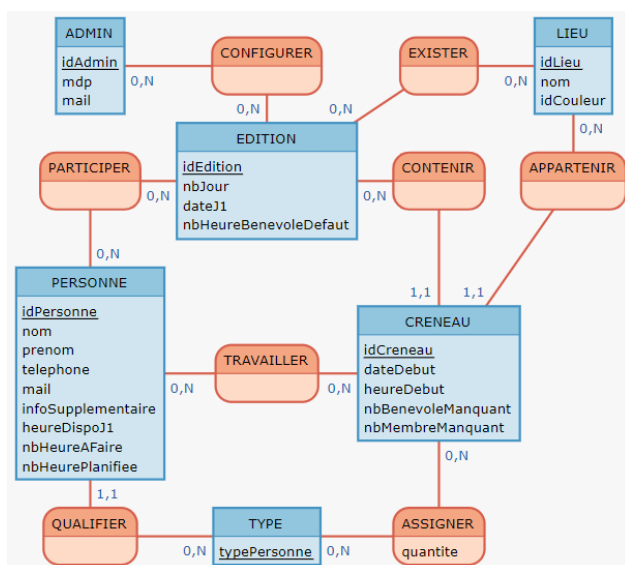 ADMIN
idAdmin
mdp
mail
0,N
CONFIGURER
0,N
EXISTER
0,N
0,N
LIEU
idLieu
nom
idCouleur
0,N
EDITION
idEdition
nbJour
dateJ1
nbHeureBenevoleDefaut
PARTICIPER
0,N
0,N
CONTENIR
0,N
1,1
APPARTENIR
1,1
PERSONNE
idPersonne
nom
prenom
telephone
mail
infoSupplementaire
heureDispoJ1
nbHeureAFaire
nbHeurePlanifiee
TRAVAILLER
0,N
0,N
CRENEAU
idCreneau
dateDebut
heureDebut
nbBenevoleManquant
nbMembreManquant
0,N
1,1
QUALIFIER
0,N
TYPE
typePersonne
0,N
ASSIGNER
quantite